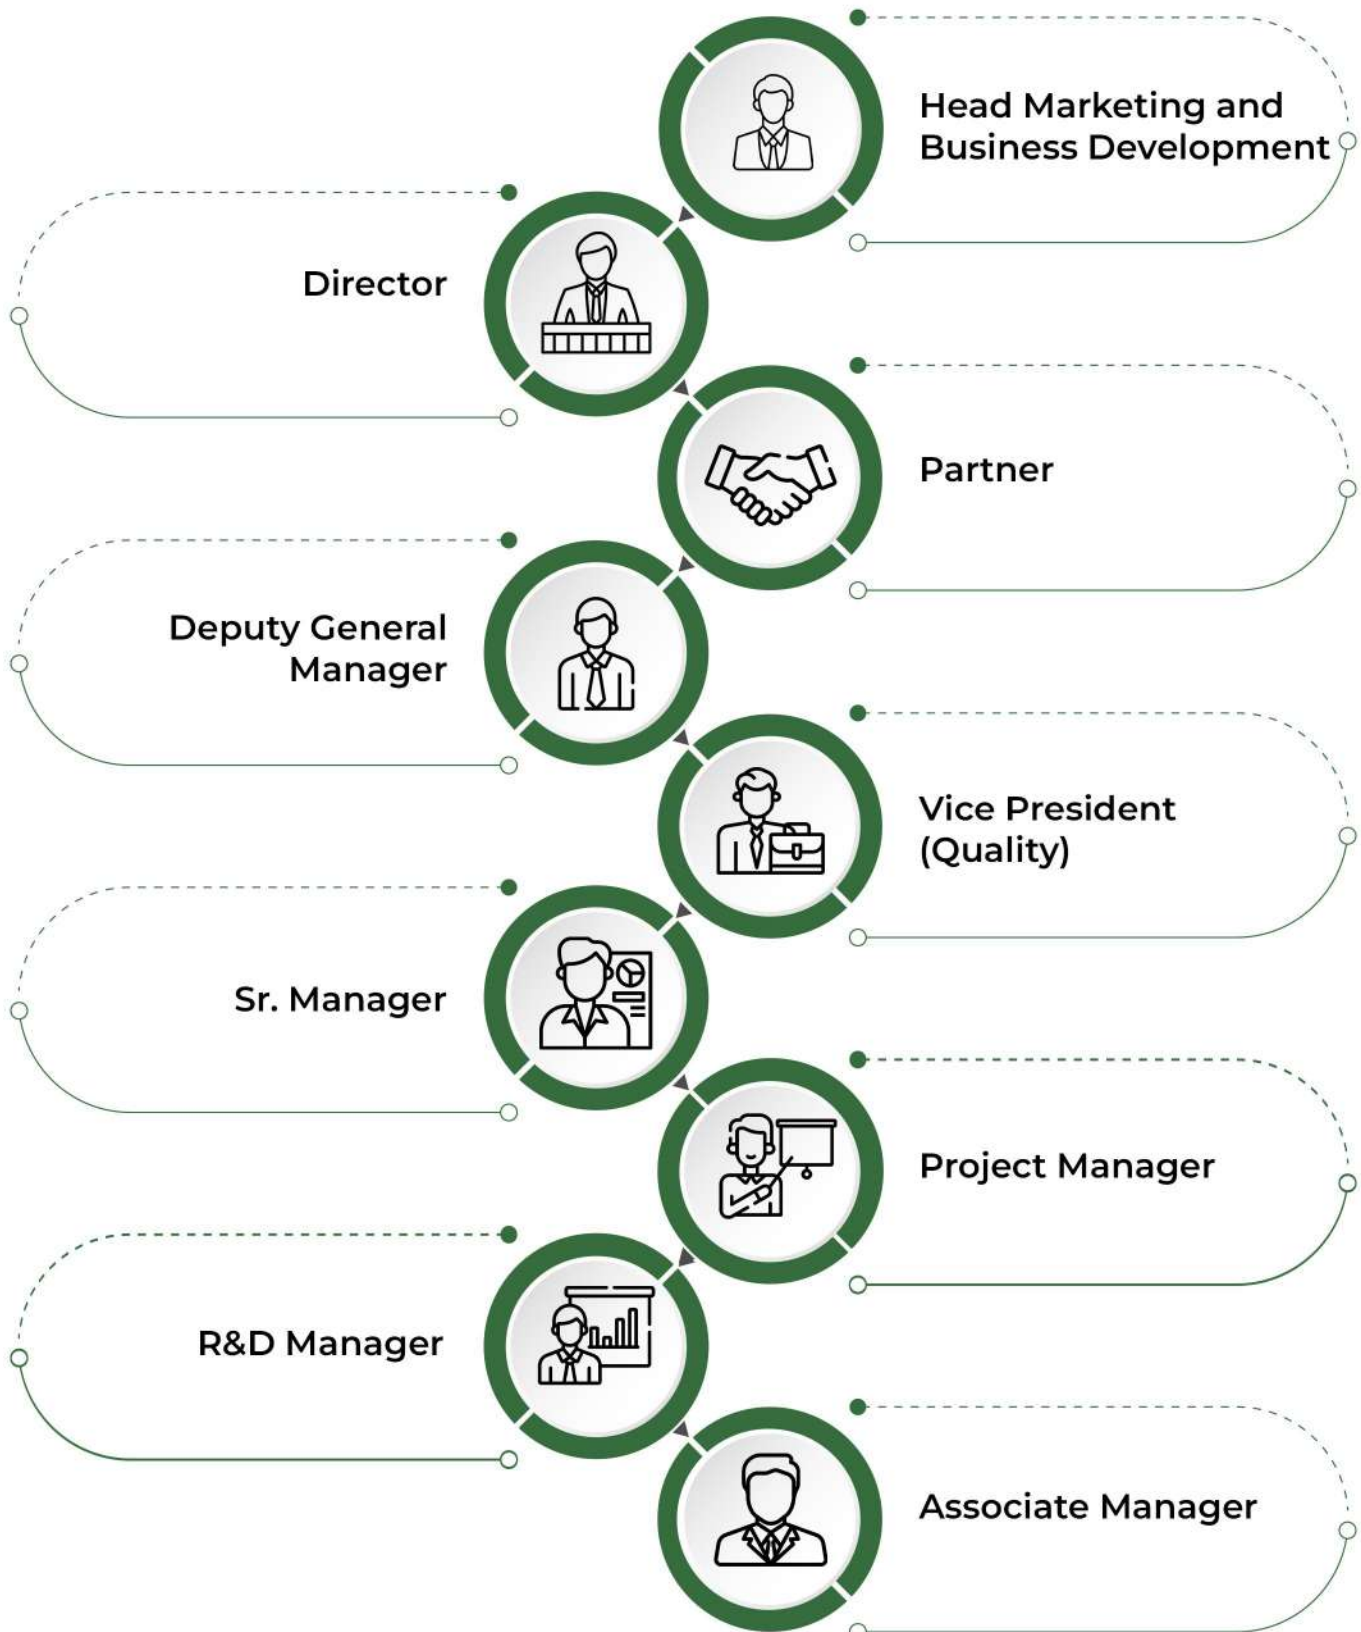 Head Marketing and
Business Development
Director
Partner
Deputy General
Manager
Vice President
(Quality)
Sr. Manager
Project Manager
R&D Manager
Associate Manager